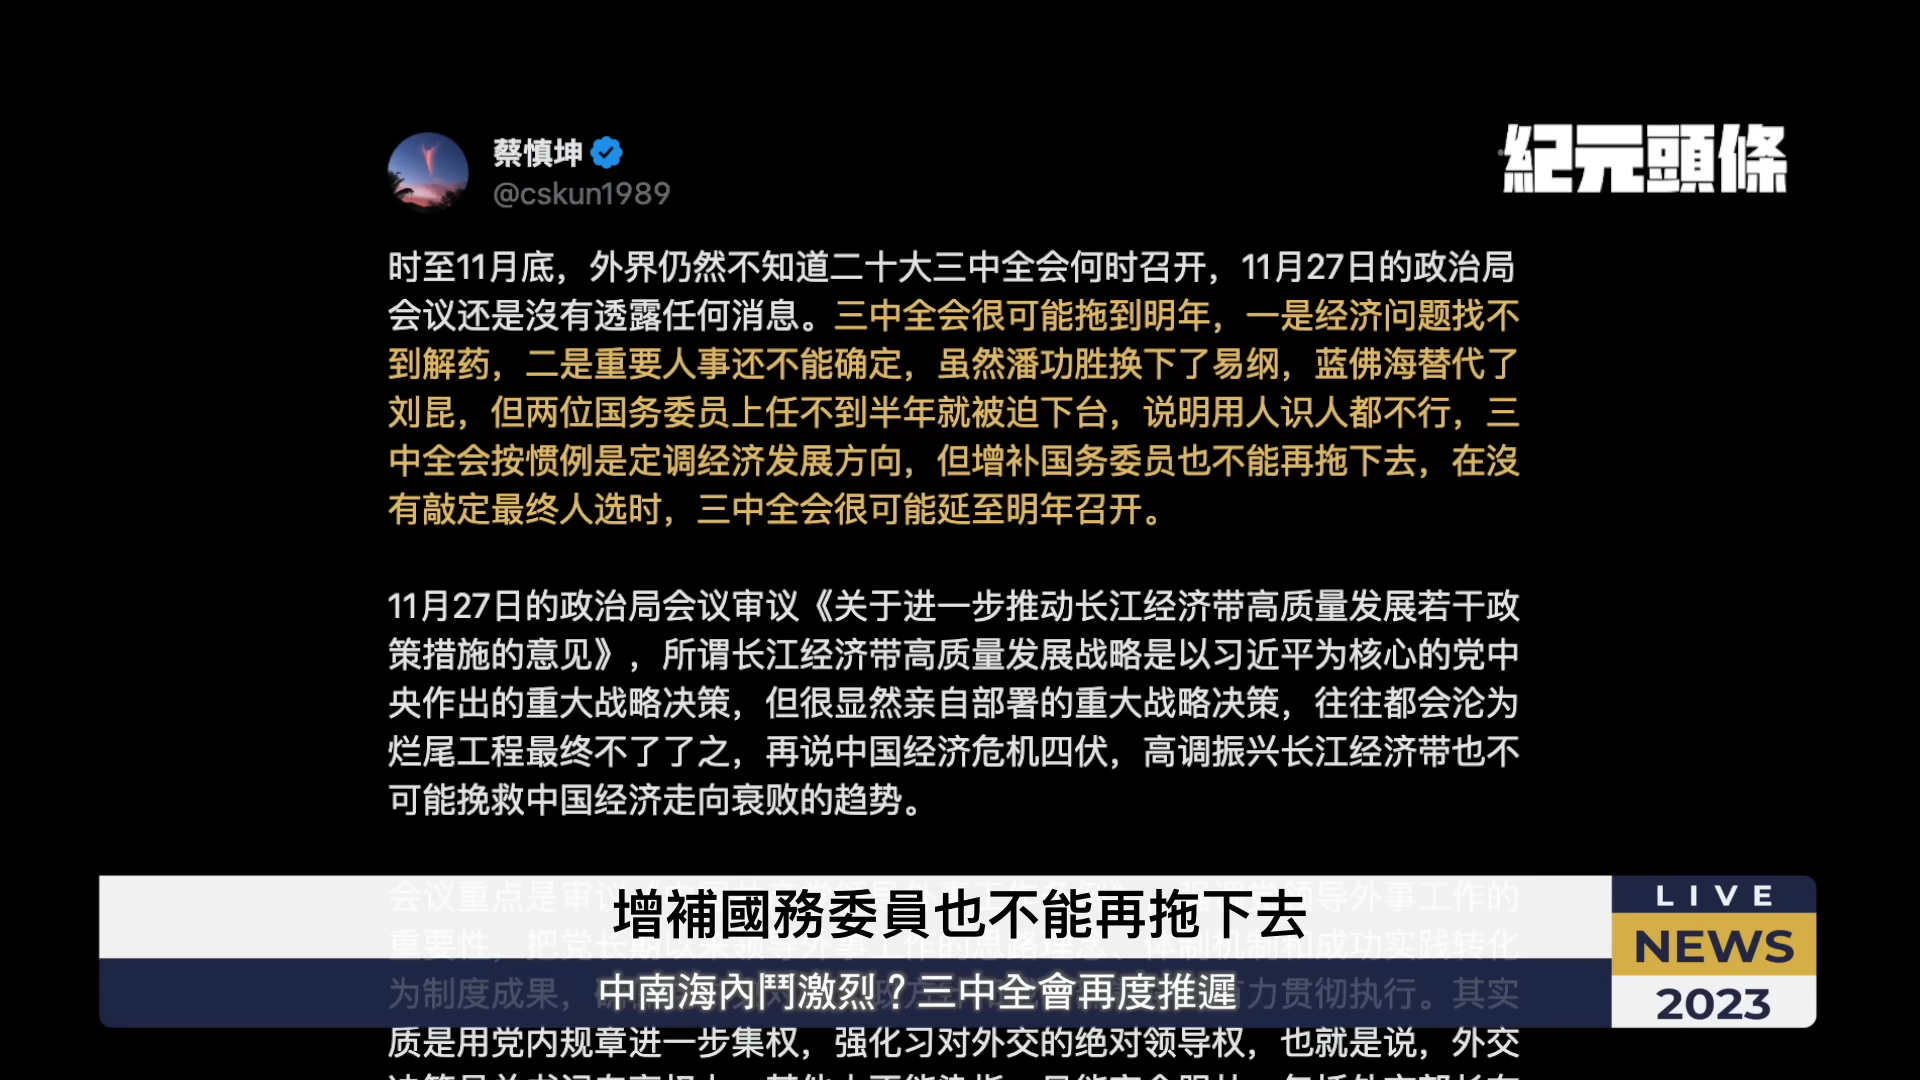 蔡慎坤
@cskun1989
紀元頭條
时至11月底，外界仍然不知道二十大三中全会何时召开，11月27日的政治局
会议还是沒有透露任何消息。三中全会很可能拖到明年，一是经济问题找不
到解药，二是重要人事还不能确定，虽然潘功胜换下了易纲，蓝佛海替代了
刘昆，但两位国务委员上任不到半年就被迫下台，说明用人识人都不行，三
中全会按惯例是定调经济发展方向，但增补国务委员也不能再拖下去，在沒
有敲定最终人选时，三中全会很可能延至明年召开。
11月27日的政治局会议审议《关于进一步推动长江经济带高质量发展若干政
策措施的意见》，所谓长江经济带高质量发展战略是以习近平为核心的党中
央作出的重大战略决策，但很显然亲自部署的重大战略决策，往往都会沦为
烂尾工程最终不了了之，再说中国经济危机四伏，高调振兴长江经济带也不
可能挽救中国经济走向衰败的趋势。
增補國務委員也不能再拖下去
中南海內鬥激烈？三中全會再度推遲
LIVE
NEWS
2023
质是用党内规章进一步集权，强化习对外交的绝对领导权，也就是说，外交